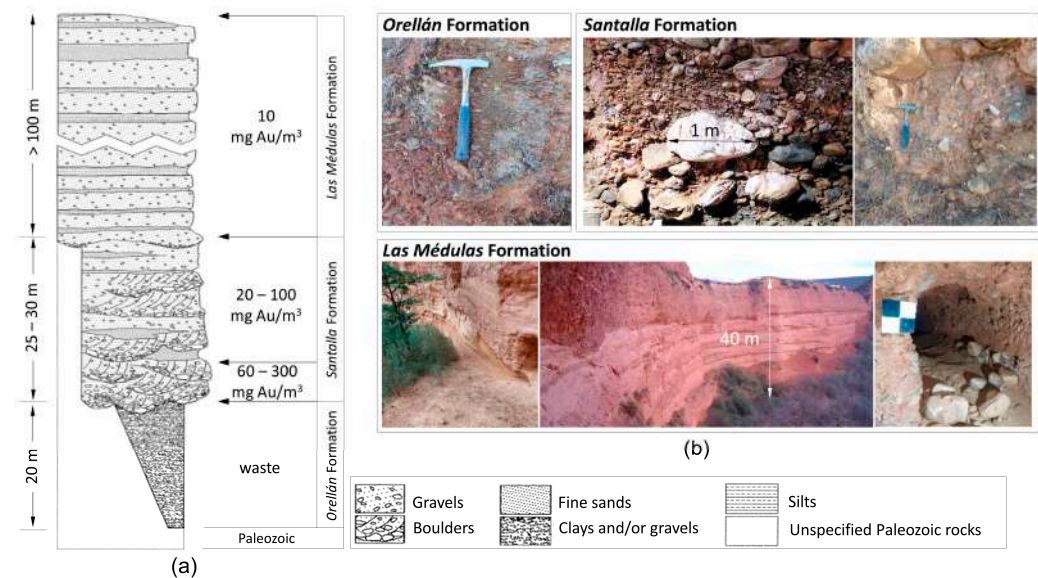 > 100 m
25 – 30 m
20 m
10
mg Au/m³
20 – 100
mg Au/m³
60 – 300
mg Au/m³
waste
Las Médulas Formation
Santalla Formation
Orellán Formation
Paleozoic
(a)
Orellán Formation
Santalla Formation
1 m
Las Médulas Formation
40 m
(b)
Gravels
Fine sands
Silts
Boulders
Clays and/or gravels
Unspecified Paleozoic rocks